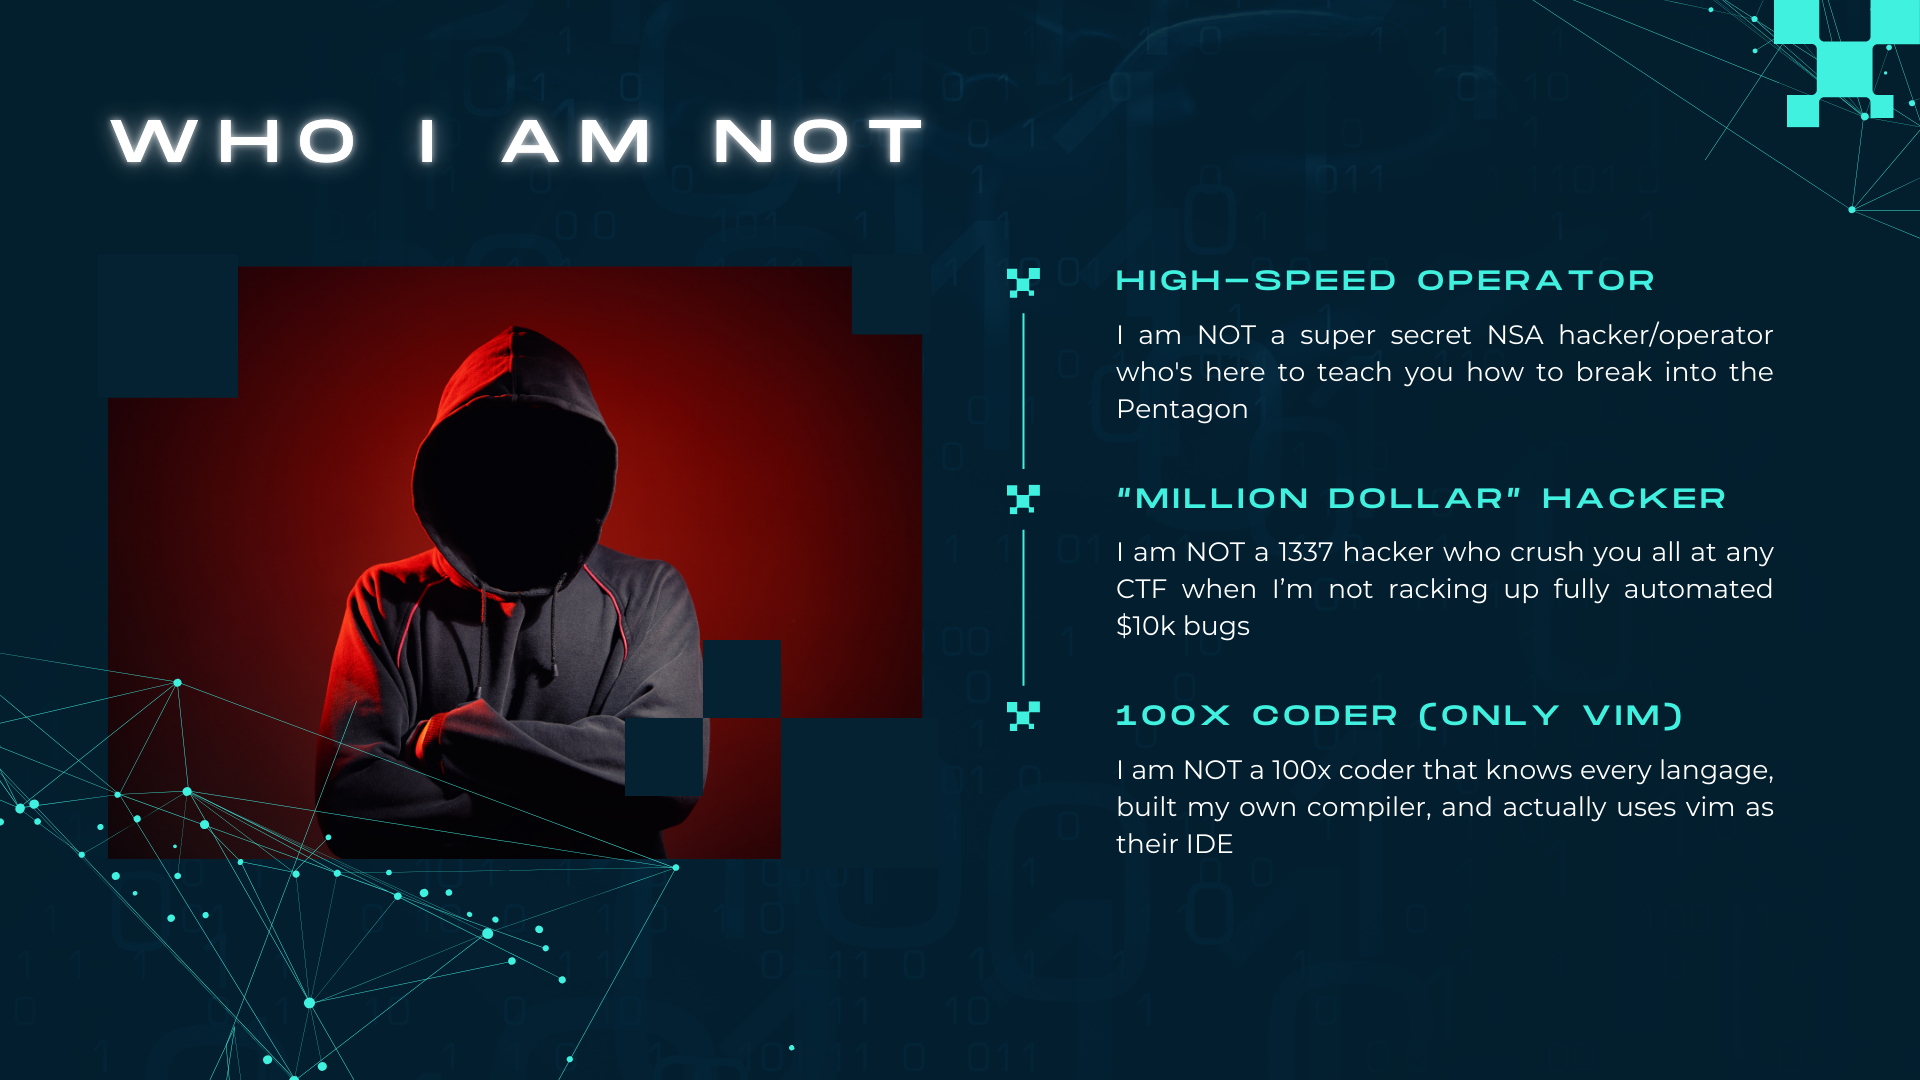 WHO I AM NOT
HIGH-SPEED OPERATOR
I am NOT a super secret NSA hacker/operator
who's here to teach you how to break into the
Pentagon
"MILLION DOLLAR" HACKER
I am NOT a 1337 hacker who crush you all at any
CTF when I’m not racking up fully automated
$10k bugs
100X CODER (ONLY VIM)
I am NOT a 100x coder that knows every langage,
built my own compiler, and actually uses vim as
their IDE